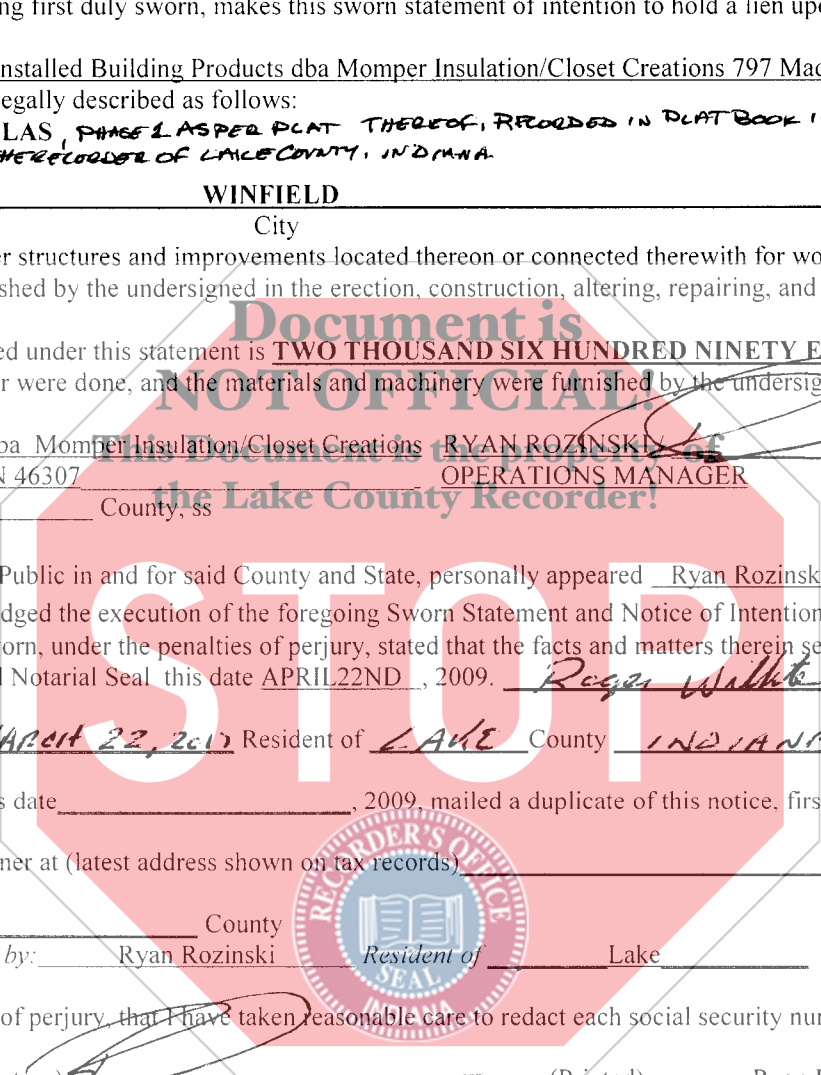 ng first duly sworn, makes this sworn statement of intention to hold a lien upo
nstalled Building Products dba Momper Insulation/Closet Creations 797 Mad
egally described as follows:
LAS, PHASE 1 AS PER PLAT THEREOF, RECORDED IN PLAT BOOK 1
THE RECORDER OF LAKE COUNTY, INDIANA
WINFIELD
City
r structures and improvements located thereon or connected therewith for wo
shed by the undersigned in the erection, construction, altering, repairing, and
Document is
ed under this statement is TWO THOUSAND SIX HUNDRED NINETY E
NOT OFFICIAL!
r were done, and the materials and machinery were furnished by the undersig
ba Momper Insulation/Closet Creations RYAN ROZINSKI
This Document is the property of
N 46307 OPERATIONS MANAGER
the Lake County Recorder!
County, ss
STOP
Public in and for said County and State, personally appeared Ryan Rozinsk
dged the execution of the foregoing Sworn Statement and Notice of Intention
orn, under the penalties of perjury, stated that the facts and matters therein se
l Notarial Seal this date APRIL22ND, 2009. Roger Wilhite
MARCH 22, Resident of LAKE County INDIANA
s date , 2009, mailed a duplicate of this notice, firs
ner at (latest address shown on tax records)
RECORDER'S OFFICE
County
by: Ryan Rozinski Resident of Lake
SEAL
INDIANA
of perjury, that I have taken reasonable care to redact each social security nu